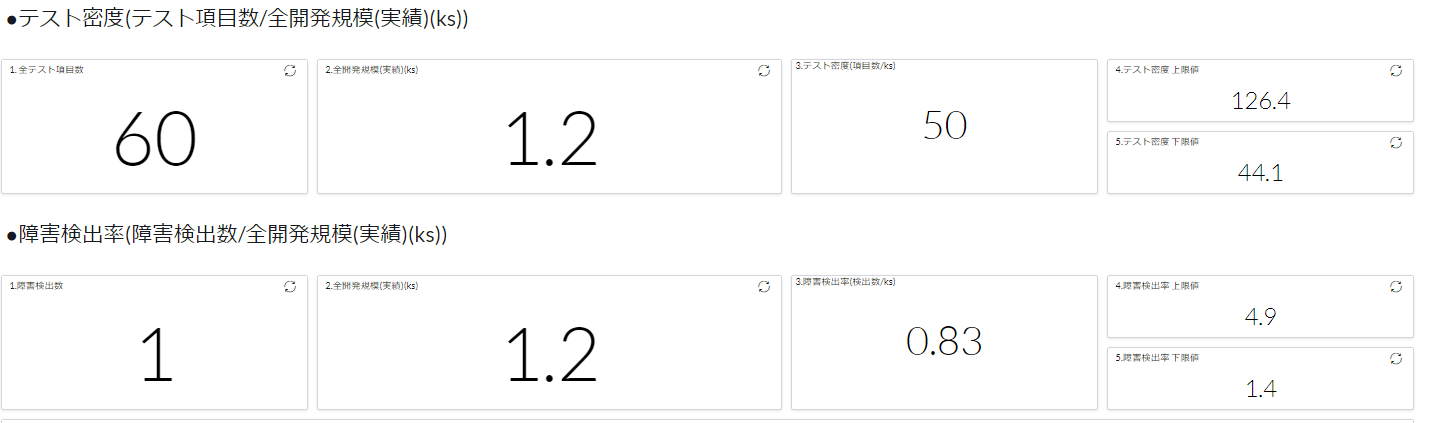 ●テスト密度(テスト項目数/全開発規模(実績)(ks))
1.全テスト項目数
60
2.全開発規模(実績)(ks)
1.2
3.テスト密度(項目数/ks)
50
4.テスト密度 上限値
126.4
5.テスト密度 下限値
44.1
●障害検出率(障害検出数/全開発規模(実績)(ks))
1.障害検出数
1
2.全開発規模(実績)(ks)
1.2
3.障害検出率(検出数/ks)
0.83
4.障害検出率 上限値
4.9
5.障害検出率 下限値
1.4